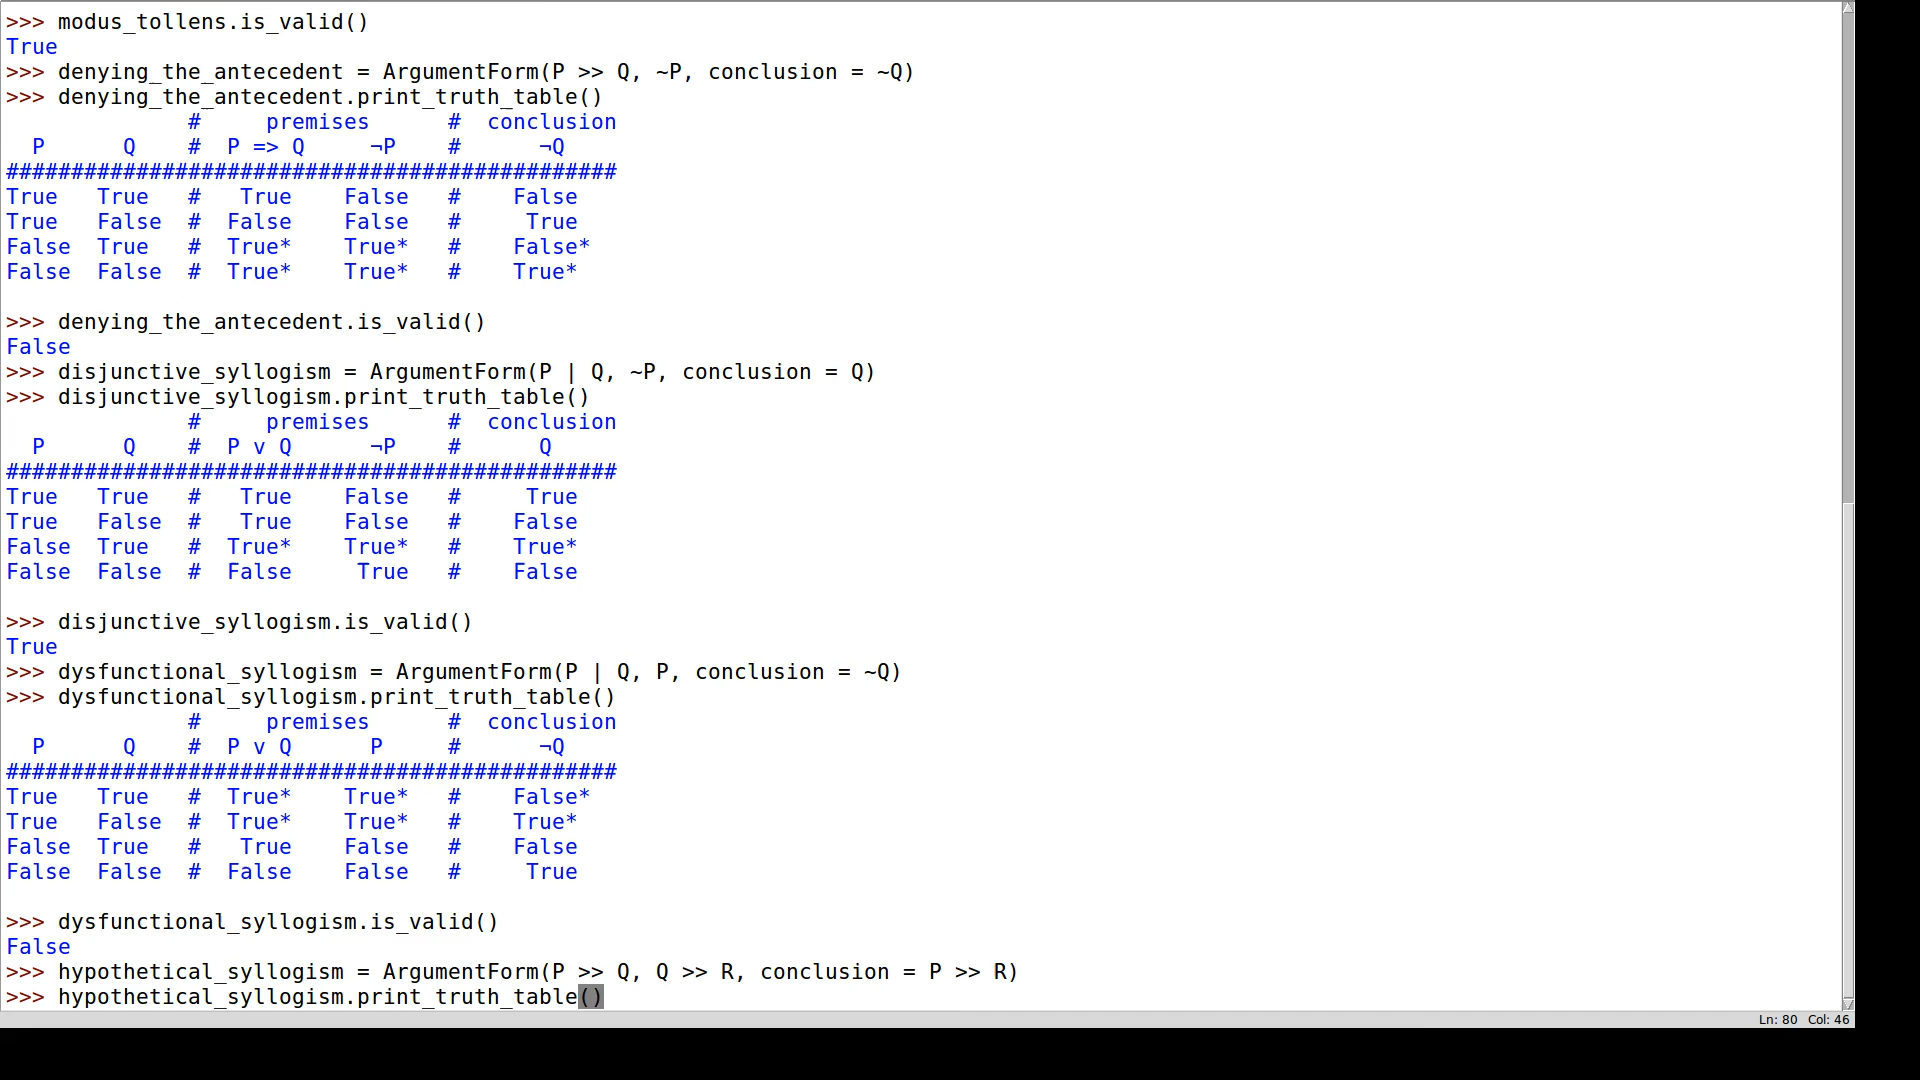 >>> modus_tollens.is_valid()
True
>>> denying_the_antecedent = ArgumentForm(P >> Q, ~P, conclusion = ~Q)
>>> denying_the_antecedent.print_truth_table()
              #     premises      #  conclusion
  P      Q    #  P => Q     ¬P    #      ¬Q
###############################################
True   True   #   True    False   #    False
True   False  #  False    False   #     True
False  True   #  True*    True*   #    False*
False  False  #  True*    True*   #    True*
>>> denying_the_antecedent.is_valid()
False
>>> disjunctive_syllogism = ArgumentForm(P | Q, ~P, conclusion = Q)
>>> disjunctive_syllogism.print_truth_table()
              #     premises      #  conclusion
  P      Q    #  P v Q      ¬P    #      Q
###############################################
True   True   #   True    False   #     True
True   False  #   True    False   #    False
False  True   #  True*    True*   #    True*
False  False  #  False     True   #    False
>>> disjunctive_syllogism.is_valid()
True
>>> dysfunctional_syllogism = ArgumentForm(P | Q, P, conclusion = ~Q)
>>> dysfunctional_syllogism.print_truth_table()
              #     premises      #  conclusion
  P      Q    #  P v Q      P     #      ¬Q
###############################################
True   True   #  True*    True*   #    False*
True   False  #  True*    True*   #    True*
False  True   #   True    False   #    False
False  False  #  False    False   #     True
>>> dysfunctional_syllogism.is_valid()
False
>>> hypothetical_syllogism = ArgumentForm(P >> Q, Q >> R, conclusion = P >> R)
>>> hypothetical_syllogism.print_truth_table()
Ln: 80 Col: 46